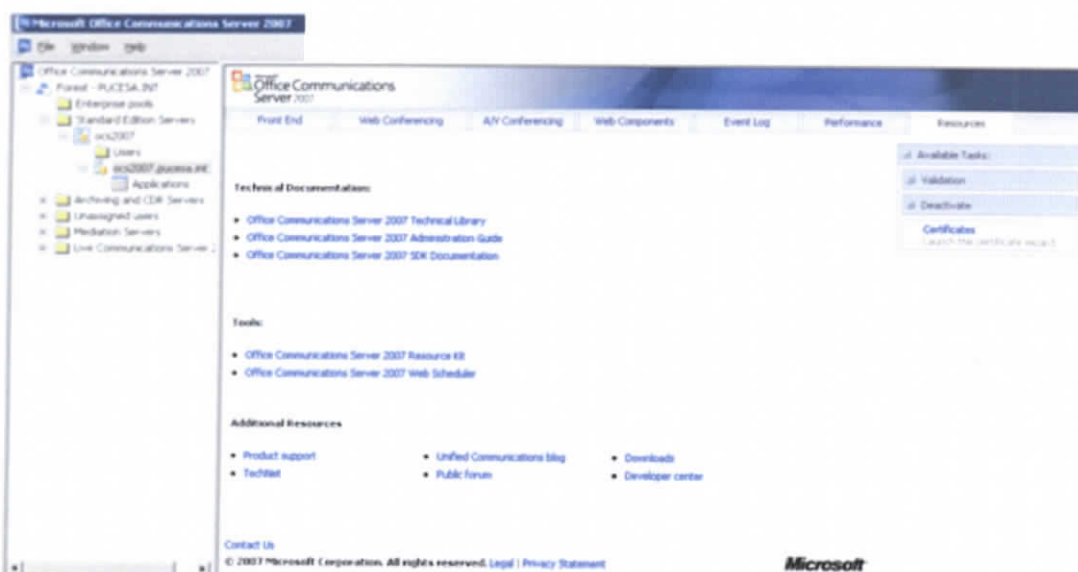 Microsoft Office Communications Server 2007
File Window Help
Office Communications Server 2007
Forest - PUCESA.INT
Enterprise pools
Standard Edition Servers
ocs2007
Users
ocs2007.pucesa.int
Applications
Archiving and CDR Servers
Unassigned users
Mediation Servers
Live Communications Server 2
Office Communications
Server 2007
Front End Web Conferencing A/V Conferencing Web Components Event Log Performance Resources
Available Tasks:
Validation
Deactivate
Certificates
Launch the certificate wizard
Technical Documentation:
• Office Communications Server 2007 Technical Library
• Office Communications Server 2007 Administration Guide
• Office Communications Server 2007 SDK Documentation
Tools:
• Office Communications Server 2007 Resource Kit
• Office Communications Server 2007 Web Scheduler
Additional Resources
• Product support • Unified Communications blog • Downloads
• TechNet • Public forum • Developer center
Contact Us
© 2007 Microsoft Corporation. All rights reserved. Legal | Privacy Statement
Microsoft